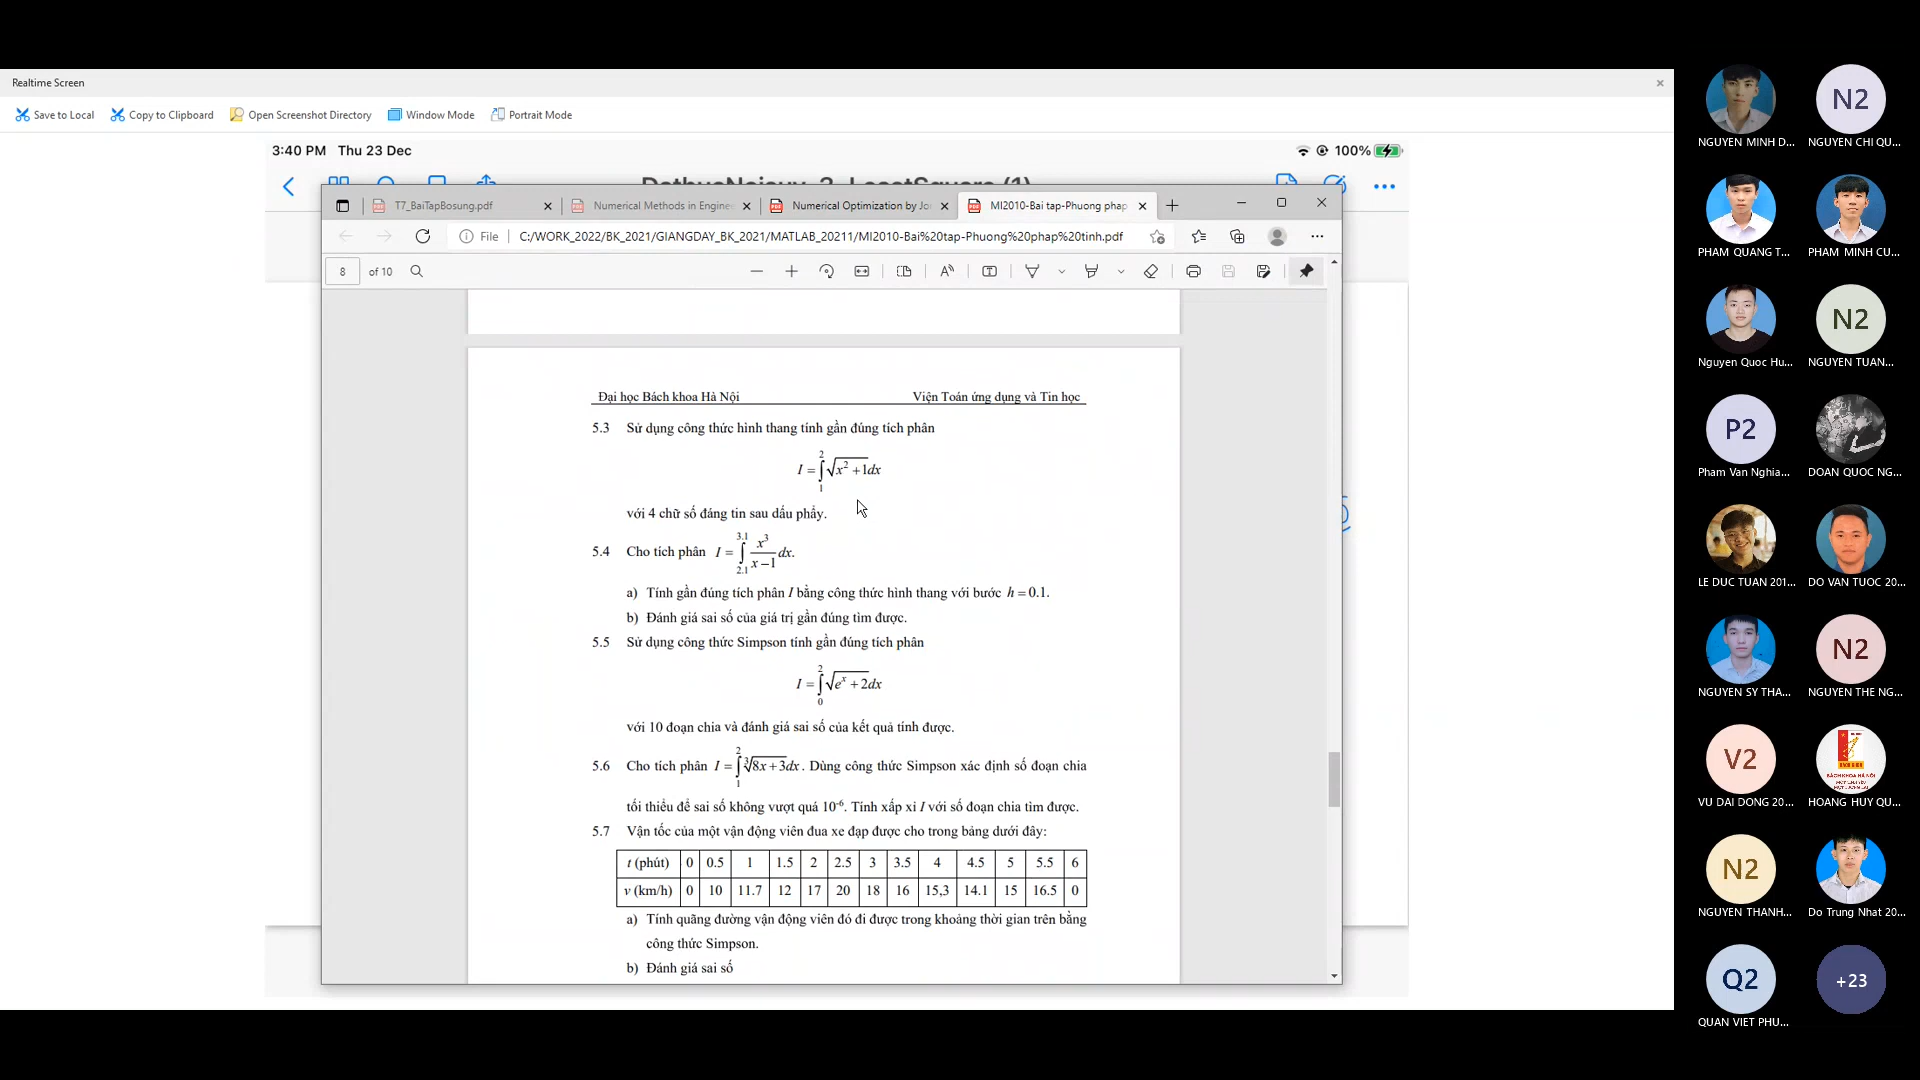 Realtime Screen
Save to Local Copy to Clipboard Open Screenshot Directory Window Mode Portrait Mode
3:40 PM Thu 23 Dec 100%
T7_BaiTapBosung.pdf Numerical Methods in Enginee Numerical Optimization by Jo MI2010-Bai tap-Phuong phap
File C:/WORK_2022/BK_2021/GIANGDAY_BK_2021/MATLAB_20211/MI2010-Bai%20tap-Phuong%20phap%20tinh.pdf
8 of 10
Đại học Bách khoa Hà Nội Viện Toán ứng dụng và Tin học
5.3 Sử dụng công thức hình thang tính gần đúng tích phân
I = ∫₁² √(x² + 1) dx
với 4 chữ số đáng tin sau dấu phẩy.
5.4 Cho tích phân I = ∫_{2.1}^{3.1} x³/(x−1) dx.
a) Tính gần đúng tích phân I bằng công thức hình thang với bước h = 0.1.
b) Đánh giá sai số của giá trị gần đúng tìm được.
5.5 Sử dụng công thức Simpson tính gần đúng tích phân
I = ∫₀² √(eˣ + 2) dx
với 10 đoạn chia và đánh giá sai số của kết quả tính được.
5.6 Cho tích phân I = ∫₁² ∛(8x + 3) dx. Dùng công thức Simpson xác định số đoạn chia
tối thiểu để sai số không vượt quá 10⁻⁶. Tính xấp xỉ I với số đoạn chia tìm được.
5.7 Vận tốc của một vận động viên đua xe đạp được cho trong bảng dưới đây:
t (phút) 0 0.5 1 1.5 2 2.5 3 3.5 4 4.5 5 5.5 6
v (km/h) 0 10 11.7 12 17 20 18 16 15,3 14.1 15 16.5 0
a) Tính quãng đường vận động viên đó đi được trong khoảng thời gian trên bằng
công thức Simpson.
b) Đánh giá sai số
N2
NGUYEN MINH D... NGUYEN CHI QU...
PHAM QUANG T... PHAM MINH CU...
N2
Nguyen Quoc Hu... NGUYEN TUAN...
P2
Pham Van Nghia... DOAN QUOC NG...
LE DUC TUAN 201... DO VAN TUOC 20...
N2
NGUYEN SY THA... NGUYEN THE NG...
V2
VU DAI DONG 20... HOANG HUY QU...
N2
NGUYEN THANH... Do Trung Nhat 20...
Q2 +23
QUAN VIET PHU...